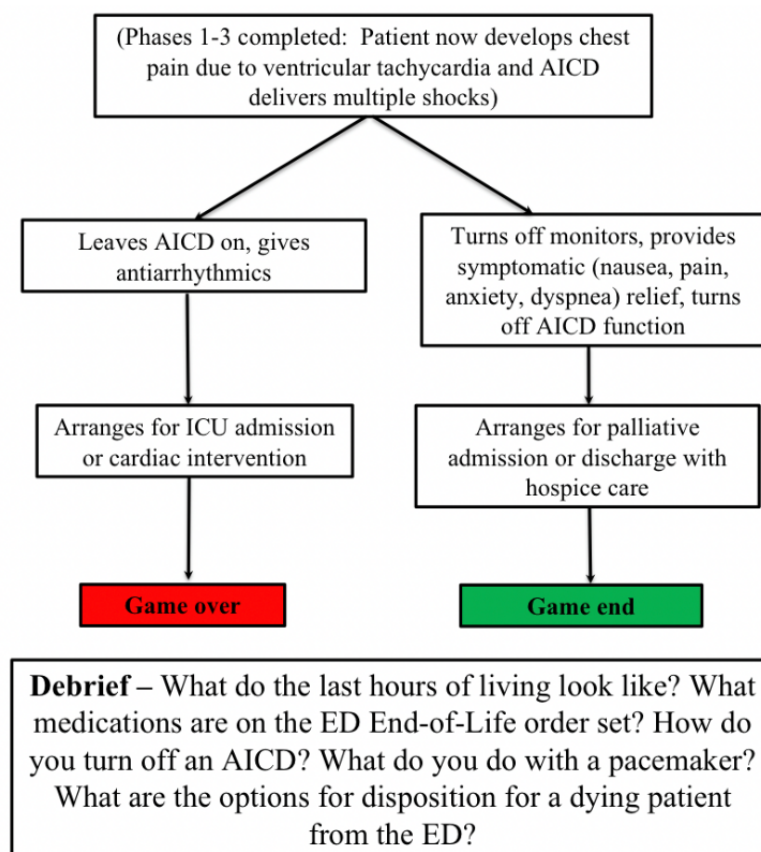 (Phases 1-3 completed:  Patient now develops chest
pain due to ventricular tachycardia and AICD
delivers multiple shocks)
Leaves AICD on, gives
antiarrhythmics
Turns off monitors, provides
symptomatic (nausea, pain,
anxiety, dyspnea) relief, turns
off AICD function
Arranges for ICU admission
or cardiac intervention
Arranges for palliative
admission or discharge with
hospice care
Game over
Game end
Debrief – What do the last hours of living look like? What
medications are on the ED End-of-Life order set? How do
you turn off an AICD? What do you do with a pacemaker?
What are the options for disposition for a dying patient
from the ED?